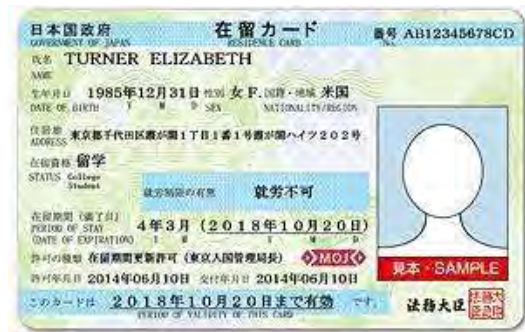 日本国政府 在留カード 番号 AB12345678CD
GOVERNMENT OF JAPAN RESIDENCE CARD No.
氏名 TURNER ELIZABETH
NAME
生年月日 1985年12月31日 性別 女 F. 国籍・地域 米国
DATE OF BIRTH Y M D SEX NATIONALITY/REGION
住居地
ADDRESS 東京都千代田区霞が関1丁目1番1号霞が関ハイツ202号
在留資格 留学
STATUS College Student
就労制限の有無 就労不可
在留期間(満了日) 4年3月(2018年10月20日)
PERIOD OF STAY
(DATE OF EXPIRATION) Y M Y M D
許可の種類 在留期間更新許可(東京入国管理局長) MOJ
許可年月日 2014年06月10日 交付年月日 2014年06月10日
このカードは 2018年10月20日まで有効 です。
PERIOD OF VALIDITY OF THIS CARD
見本・SAMPLE
法務大臣